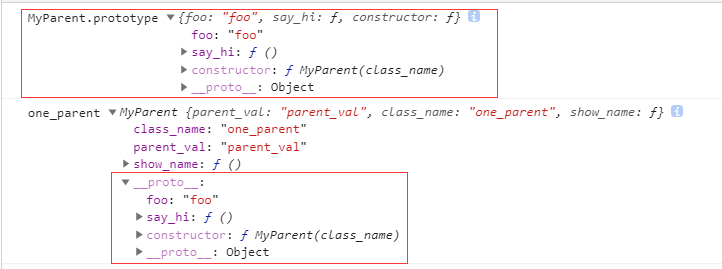 MyParent.prototype ▼{foo: "foo", say_hi: ƒ, constructor: ƒ} i
foo: "foo"
▶say_hi: ƒ ()
▶constructor: ƒ MyParent(class_name)
▶__proto__: Object
one_parent ▼MyParent {parent_val: "parent_val", class_name: "one_parent", show_name: ƒ} i
class_name: "one_parent"
parent_val: "parent_val"
▶show_name: ƒ ()
▼__proto__:
foo: "foo"
▶say_hi: ƒ ()
▶constructor: ƒ MyParent(class_name)
▶__proto__: Object